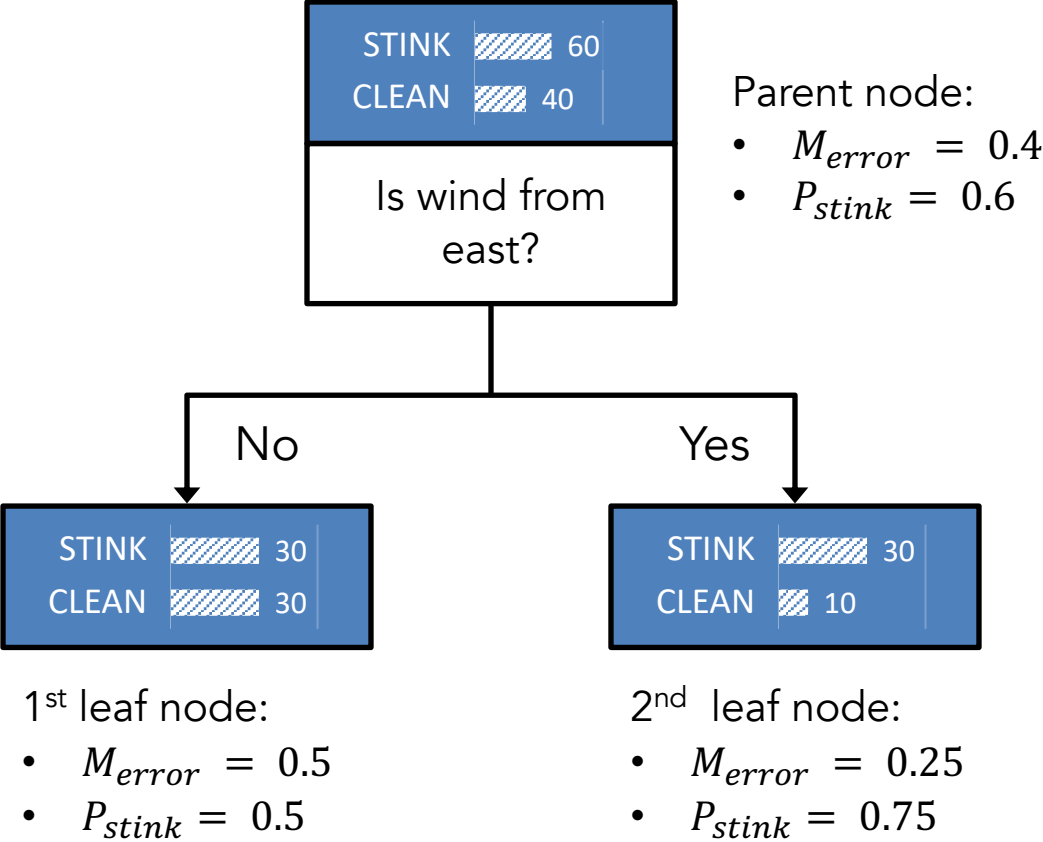 STINK 60
CLEAN 40
Is wind from
east?
Parent node:
• M_error = 0.4
• P_stink = 0.6
No
Yes
STINK 30
CLEAN 30
STINK 30
CLEAN 10
1st leaf node:
• M_error = 0.5
• P_stink = 0.5
2nd leaf node:
• M_error = 0.25
• P_stink = 0.75